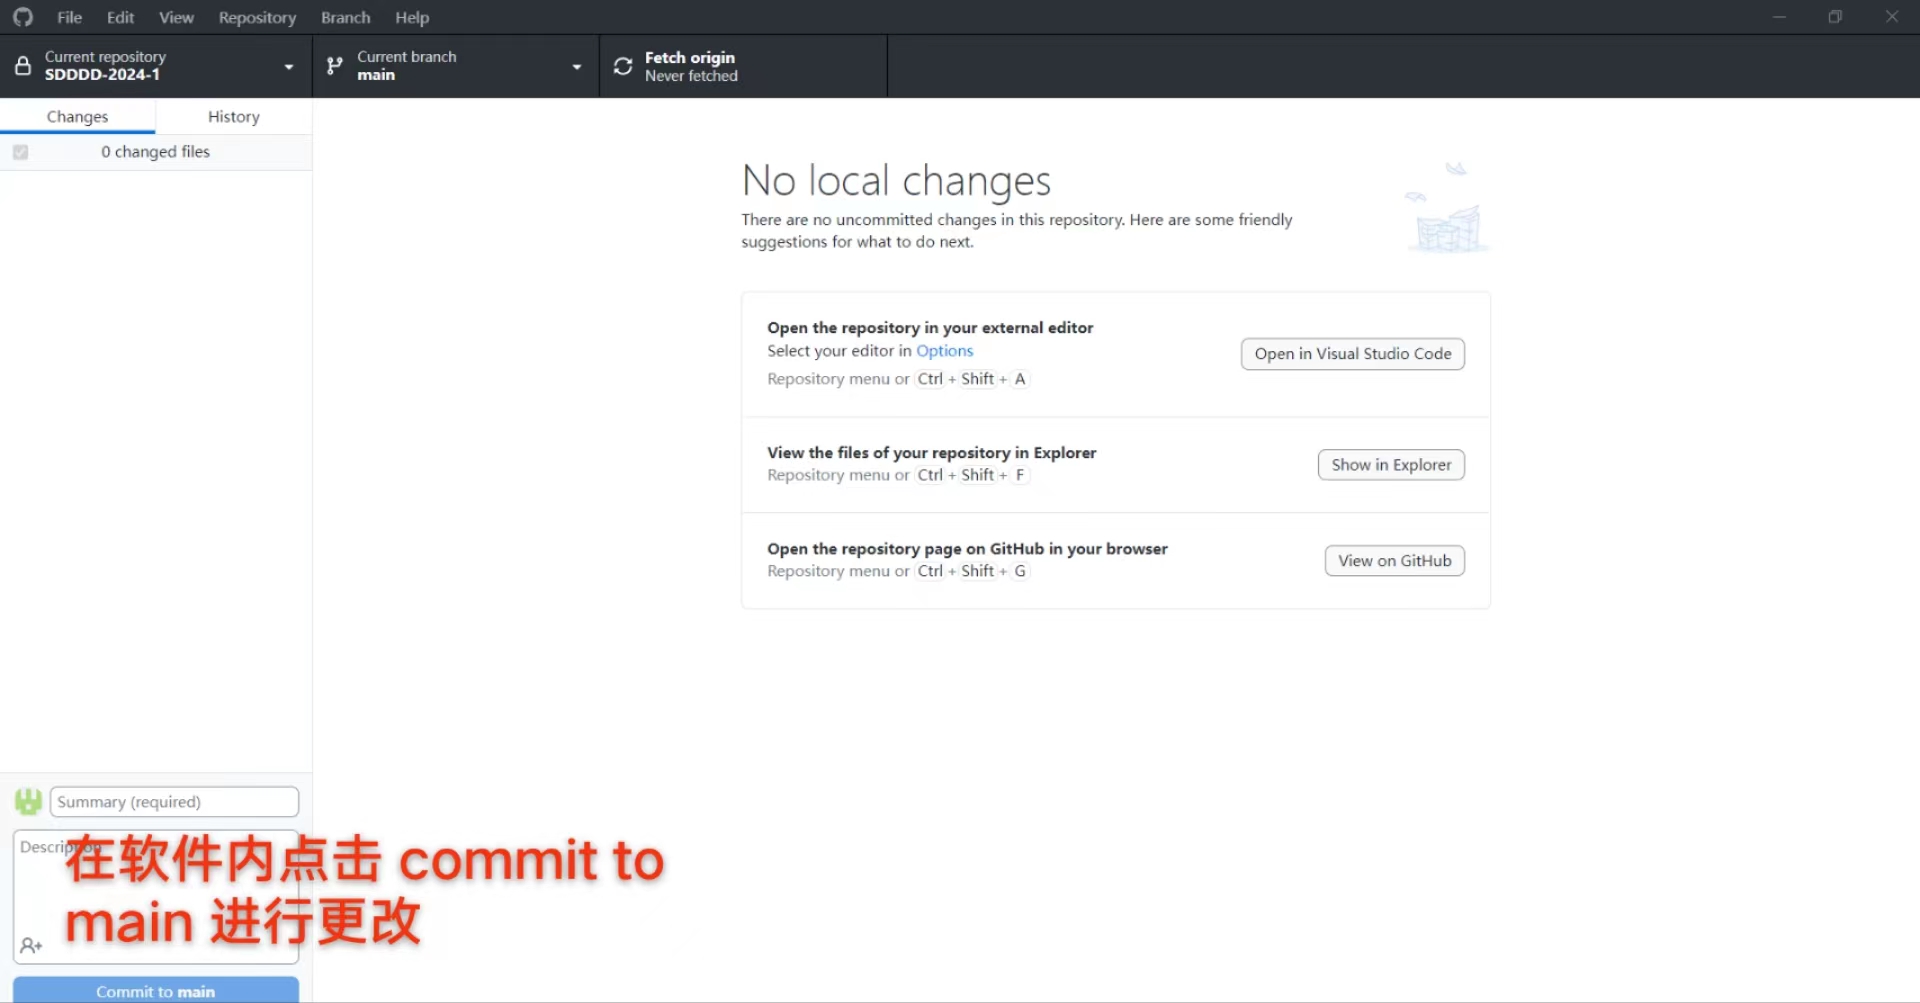 File Edit View Repository Branch Help
Current repository
SDDDD-2024-1
Current branch
main
Fetch origin
Never fetched
Changes History
0 changed files
No local changes
There are no uncommitted changes in this repository. Here are some friendly
suggestions for what to do next.
Open the repository in your external editor
Select your editor in Options
Repository menu or Ctrl + Shift + A
Open in Visual Studio Code
View the files of your repository in Explorer
Repository menu or Ctrl + Shift + F
Show in Explorer
Open the repository page on GitHub in your browser
Repository menu or Ctrl + Shift + G
View on GitHub
Summary (required)
Description
在软件内点击 commit to
main 进行更改
Commit to main